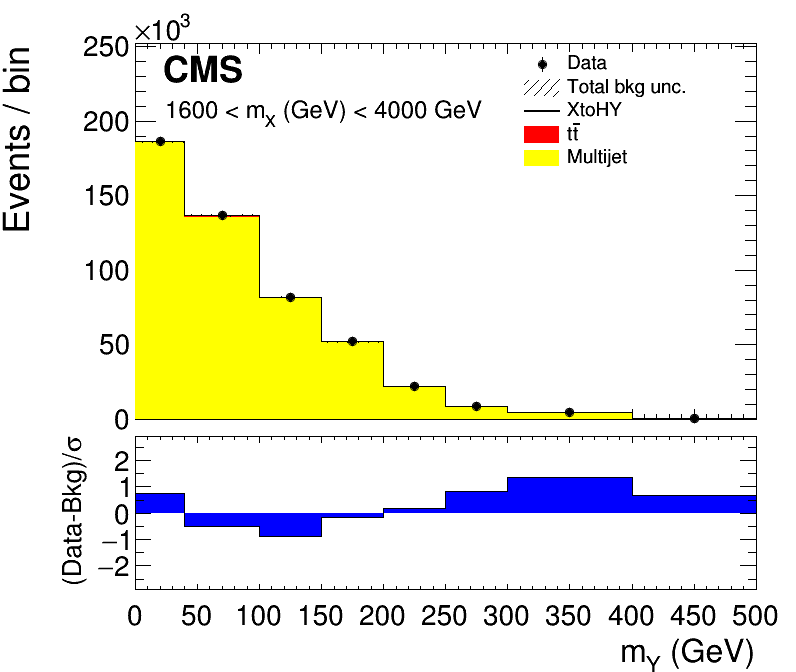 ×10³
Events / bin
250
200
150
100
50
0
CMS
1600 < m_X (GeV) < 4000 GeV
Data
Total bkg unc.
XtoHY
tt̄
Multijet
(Data-Bkg)/σ
2
1
0
−1
−2
0 50 100 150 200 250 300 350 400 450 500
m_Y (GeV)